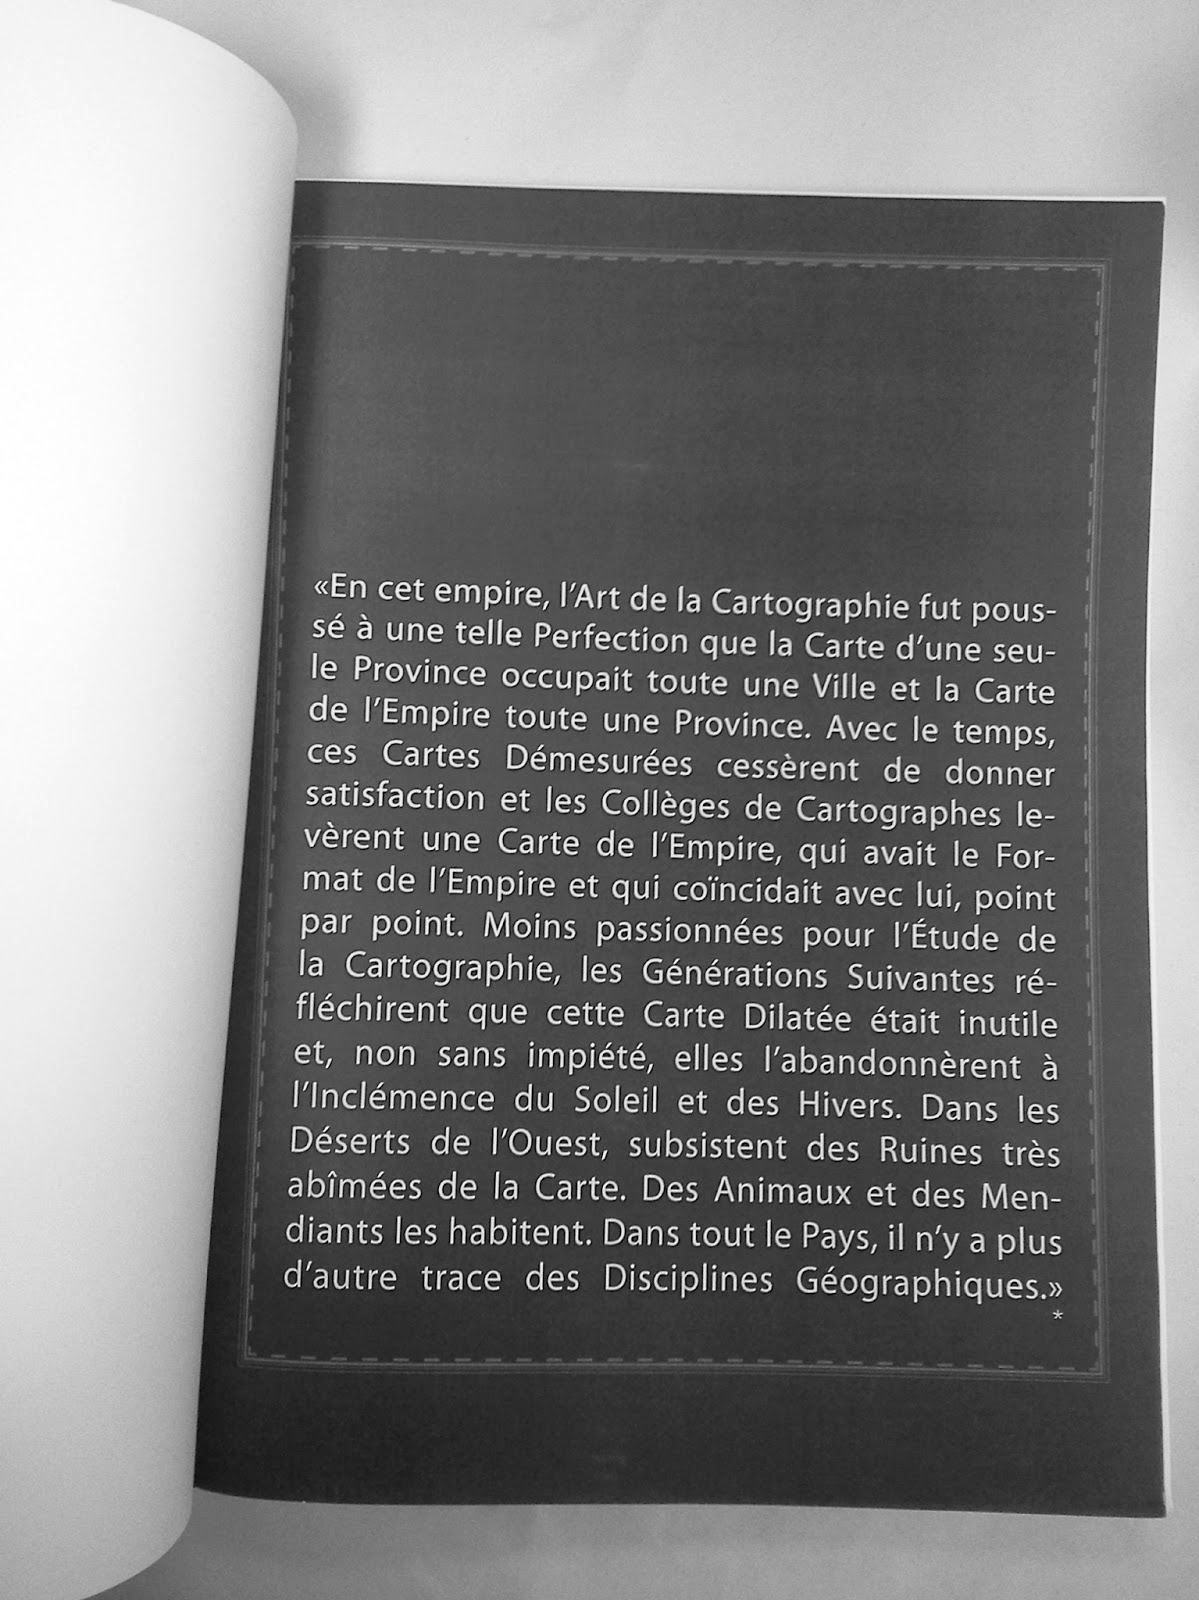 «En cet empire, l’Art de la Cartographie fut pous-
sé à une telle Perfection que la Carte d’une seu-
le Province occupait toute une Ville et la Carte
de l’Empire toute une Province. Avec le temps,
ces Cartes Démesurées cessèrent de donner
satisfaction et les Collèges de Cartographes le-
vèrent une Carte de l’Empire, qui avait le For-
mat de l’Empire et qui coïncidait avec lui, point
par point. Moins passionnées pour l’Étude de
la Cartographie, les Générations Suivantes ré-
fléchirent que cette Carte Dilatée était inutile
et, non sans impiété, elles l’abandonnèrent à
l’Inclémence du Soleil et des Hivers. Dans les
Déserts de l’Ouest, subsistent des Ruines très
abîmées de la Carte. Des Animaux et des Men-
diants les habitent. Dans tout le Pays, il n’y a plus
d’autre trace des Disciplines Géographiques.»
*